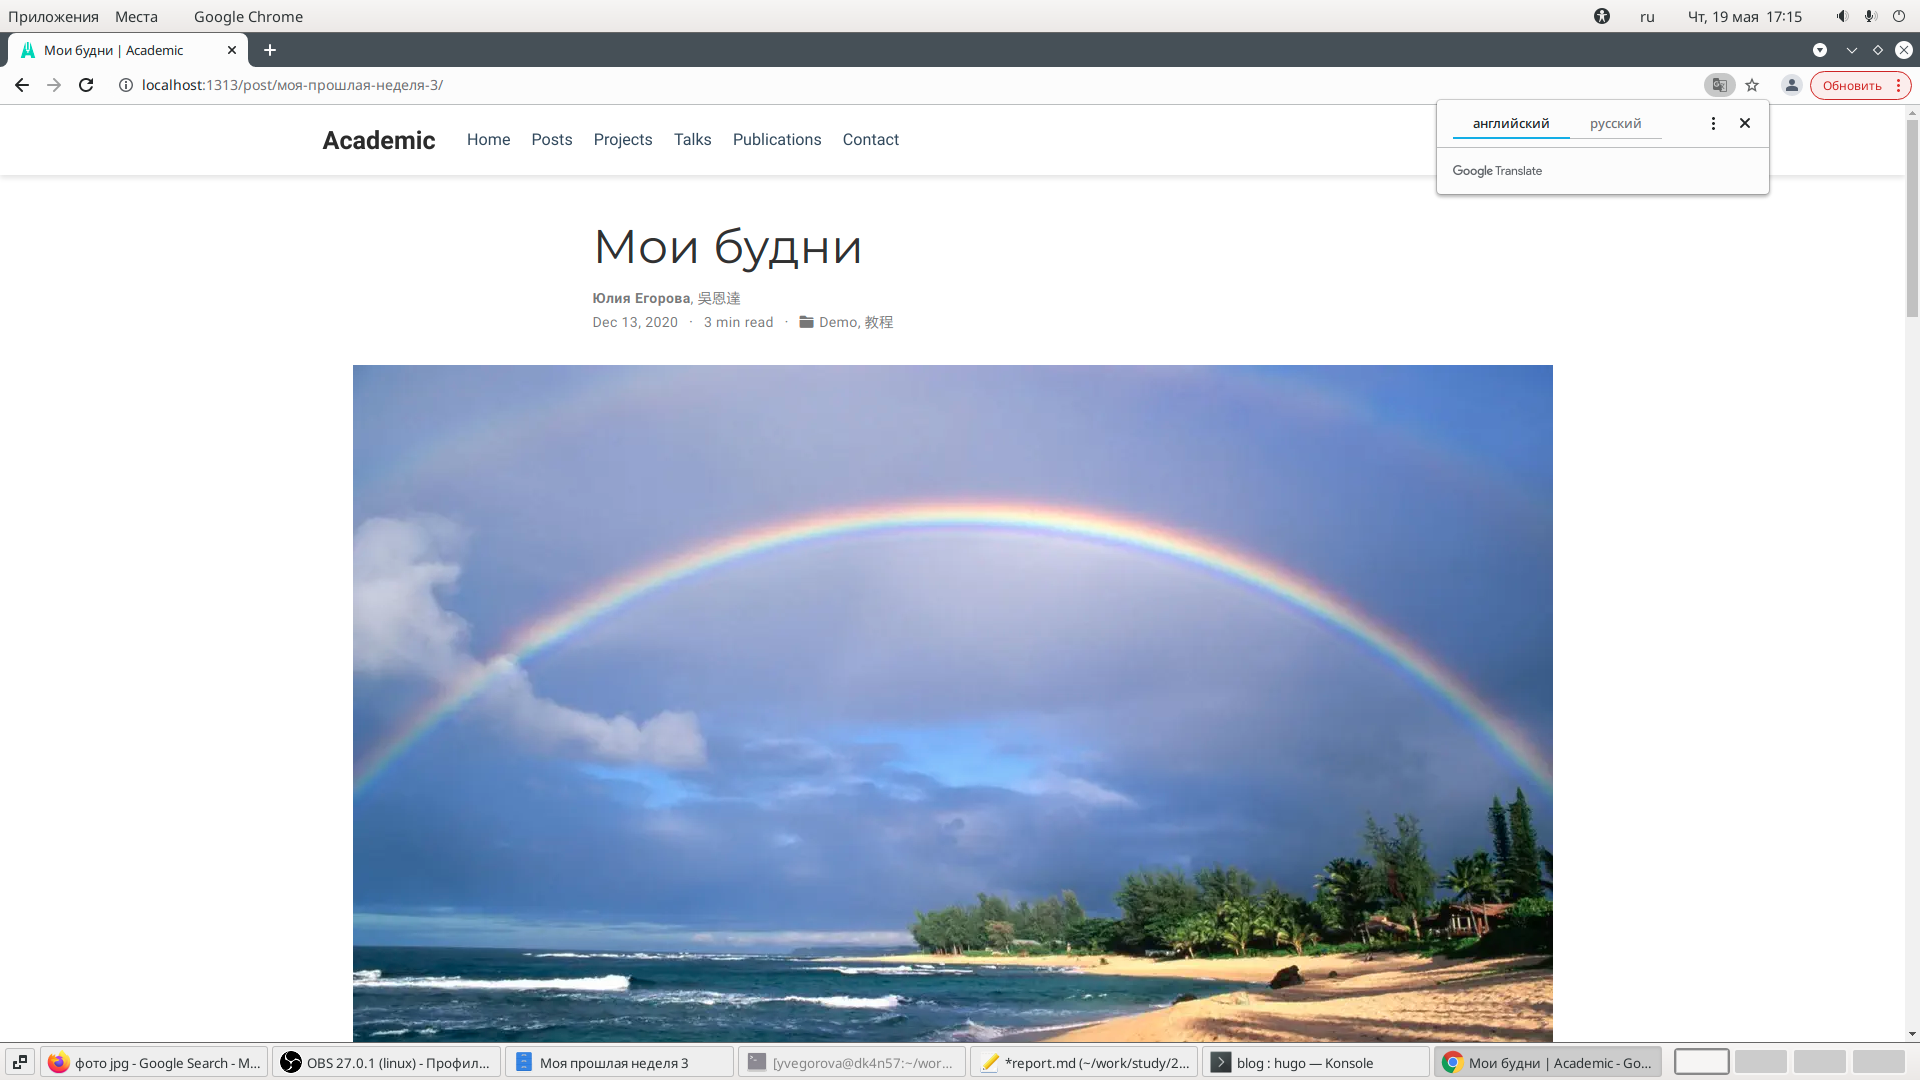 Приложения Места Google Chrome ru Чт, 19 мая 17:15
Мои будни | Academic
localhost:1313/post/моя-прошлая-неделя-3/ Обновить
английский русский
Google Translate
Academic Home Posts Projects Talks Publications Contact
Мои будни
Юлия Егорова, 吳恩達
Dec 13, 2020 · 3 min read · Demo, 教程
фото jpg - Google Search - M... OBS 27.0.1 (linux) - Профил... Моя прошлая неделя 3 [yvegorova@dk4n57:~/wor... *report.md (~/work/study/2... blog : hugo — Konsole Мои будни | Academic - Go...